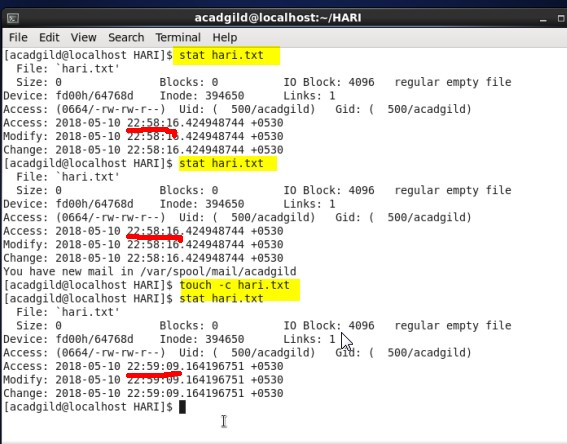 acadgild@localhost:~/HARI
File Edit View Search Terminal Help
[acadgild@localhost HARI]$ stat hari.txt
File: `hari.txt'
Size: 0 Blocks: 0 IO Block: 4096 regular empty file
Device: fd00h/64768d Inode: 394650 Links: 1
Access: (0664/-rw-rw-r--) Uid: ( 500/acadgild) Gid: ( 500/acadgild)
Access: 2018-05-10 22:58:16.424948744 +0530
Modify: 2018-05-10 22:58:16.424948744 +0530
Change: 2018-05-10 22:58:16.424948744 +0530
[acadgild@localhost HARI]$ stat hari.txt
File: `hari.txt'
Size: 0 Blocks: 0 IO Block: 4096 regular empty file
Device: fd00h/64768d Inode: 394650 Links: 1
Access: (0664/-rw-rw-r--) Uid: ( 500/acadgild) Gid: ( 500/acadgild)
Access: 2018-05-10 22:58:16.424948744 +0530
Modify: 2018-05-10 22:58:16.424948744 +0530
Change: 2018-05-10 22:58:16.424948744 +0530
You have new mail in /var/spool/mail/acadgild
[acadgild@localhost HARI]$ touch -c hari.txt
[acadgild@localhost HARI]$ stat hari.txt
File: `hari.txt'
Size: 0 Blocks: 0 IO Block: 4096 regular empty file
Device: fd00h/64768d Inode: 394650 Links: 1
Access: (0664/-rw-rw-r--) Uid: ( 500/acadgild) Gid: ( 500/acadgild)
Access: 2018-05-10 22:59:09.164196751 +0530
Modify: 2018-05-10 22:59:09.164196751 +0530
Change: 2018-05-10 22:59:09.164196751 +0530
[acadgild@localhost HARI]$